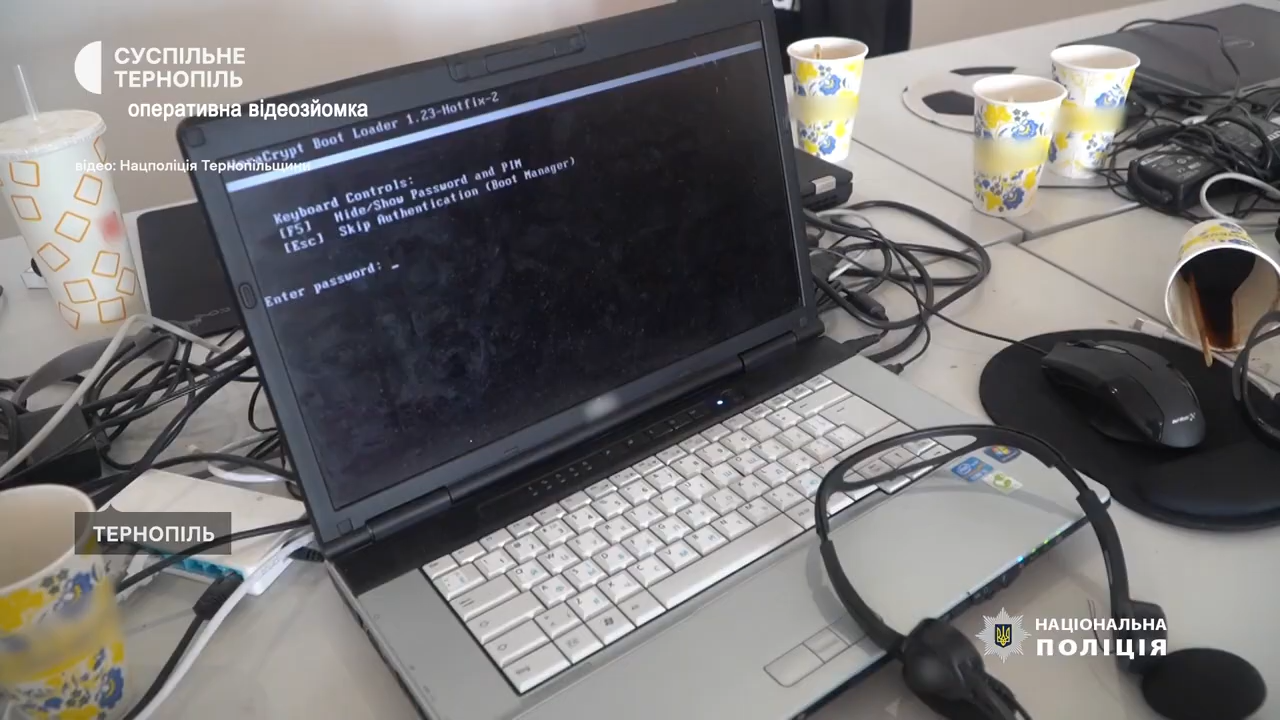 СУСПІЛЬНЕ
ТЕРНОПІЛЬ
оперативна відеозйомка
відео: Нацполіція Тернопільщини
Crypt Boot Loader 1.23-Hotfix-2
Keyboard Controls:
[F5] Hide/Show Password and PIM
[Esc] Skip Authentication (Boot Manager)
Enter password: _
ТЕРНОПІЛЬ
НАЦІОНАЛЬНА
ПОЛІЦІЯ